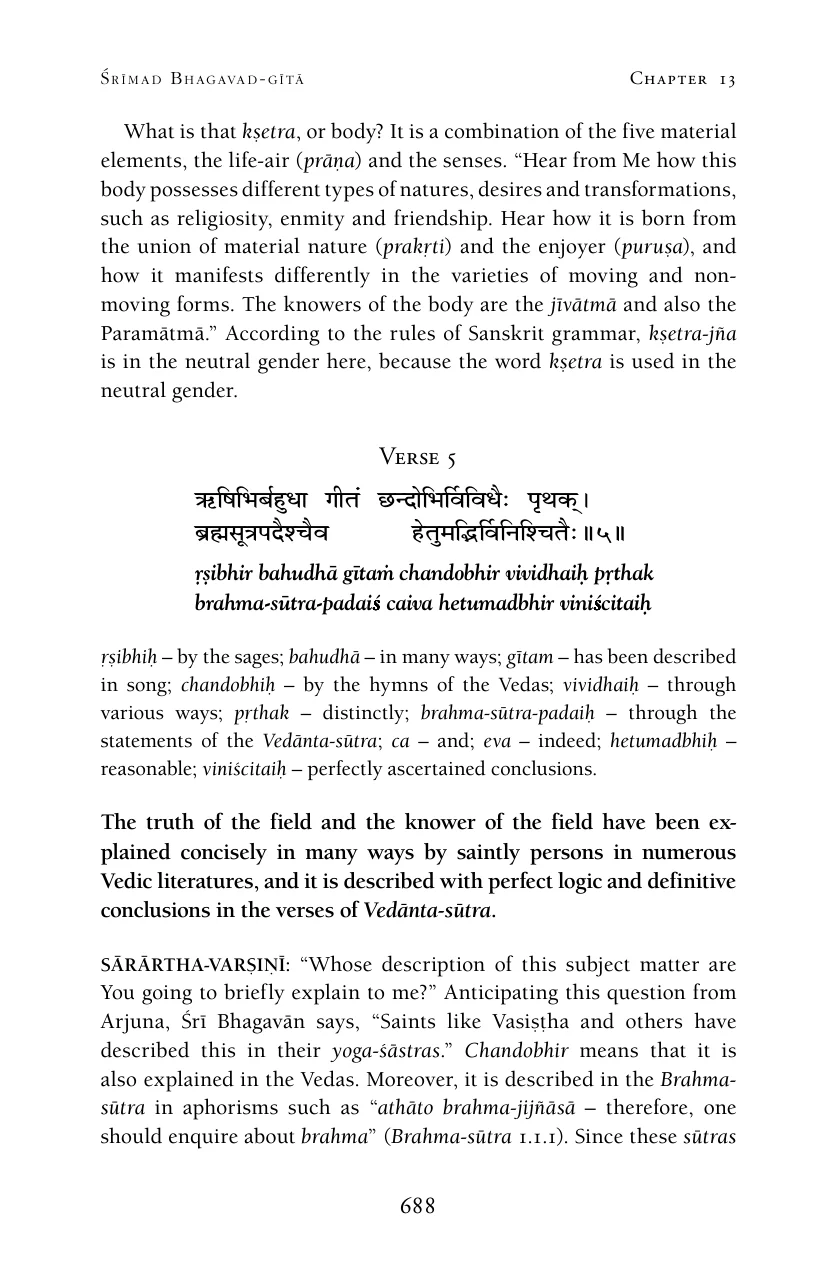 Śrīmad Bhagavad-gītā Chapter 13
What is that kṣetra, or body? It is a combination of the five material
elements, the life-air (prāṇa) and the senses. “Hear from Me how this
body possesses different types of natures, desires and transformations,
such as religiosity, enmity and friendship. Hear how it is born from
the union of material nature (prakṛti) and the enjoyer (puruṣa), and
how it manifests differently in the varieties of moving and non-
moving forms. The knowers of the body are the jīvātmā and also the
Paramātmā.” According to the rules of Sanskrit grammar, kṣetra-jña
is in the neutral gender here, because the word kṣetra is used in the
neutral gender.
Verse 5
ऋषिभिर्बहुधा गीतं छन्दोभिर्विविधैः पृथक्।
ब्रह्मसूत्रपदैश्चैव हेतुमद्भिर्विनिश्चितैः॥५॥
ṛṣibhir bahudhā gītaṁ chandobhir vividhaiḥ pṛthak
brahma-sūtra-padaiś caiva hetumadbhir viniścitaiḥ
ṛṣibhiḥ – by the sages; bahudhā – in many ways; gītam – has been described
in song; chandobhiḥ – by the hymns of the Vedas; vividhaiḥ – through
various ways; pṛthak – distinctly; brahma-sūtra-padaiḥ – through the
statements of the Vedānta-sūtra; ca – and; eva – indeed; hetumadbhiḥ –
reasonable; viniścitaiḥ – perfectly ascertained conclusions.
The truth of the field and the knower of the field have been ex-
plained concisely in many ways by saintly persons in numerous
Vedic literatures, and it is described with perfect logic and definitive
conclusions in the verses of Vedānta-sūtra.
SĀRĀRTHA-VARṢIṆĪ: “Whose description of this subject matter are
You going to briefly explain to me?” Anticipating this question from
Arjuna, Śrī Bhagavān says, “Saints like Vasiṣṭha and others have
described this in their yoga-śāstras.” Chandobhir means that it is
also explained in the Vedas. Moreover, it is described in the Brahma-
sūtra in aphorisms such as “athāto brahma-jijñāsā – therefore, one
should enquire about brahma” (Brahma-sūtra 1.1.1). Since these sūtras
688